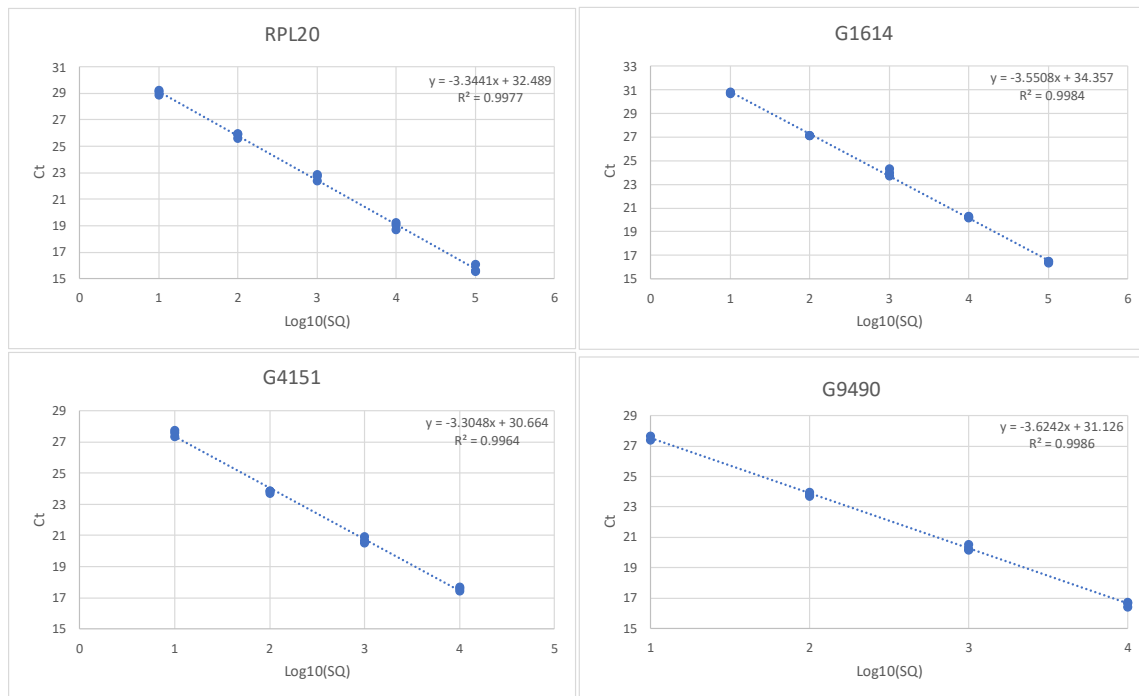 RPL20
y = -3.3441x + 32.489
R² = 0.9977
31
29
27
25
23
21
19
17
15
Ct
0 1 2 3 4 5 6
Log10(SQ)
G1614
y = -3.5508x + 34.357
R² = 0.9984
33
31
29
27
25
23
21
19
17
15
Ct
0 1 2 3 4 5 6
Log10(SQ)
G4151
y = -3.3048x + 30.664
R² = 0.9964
29
27
25
23
21
19
17
15
Ct
0 1 2 3 4 5
Log10(SQ)
G9490
y = -3.6242x + 31.126
R² = 0.9986
29
27
25
23
21
19
17
15
Ct
1 2 3 4
Log10(SQ)